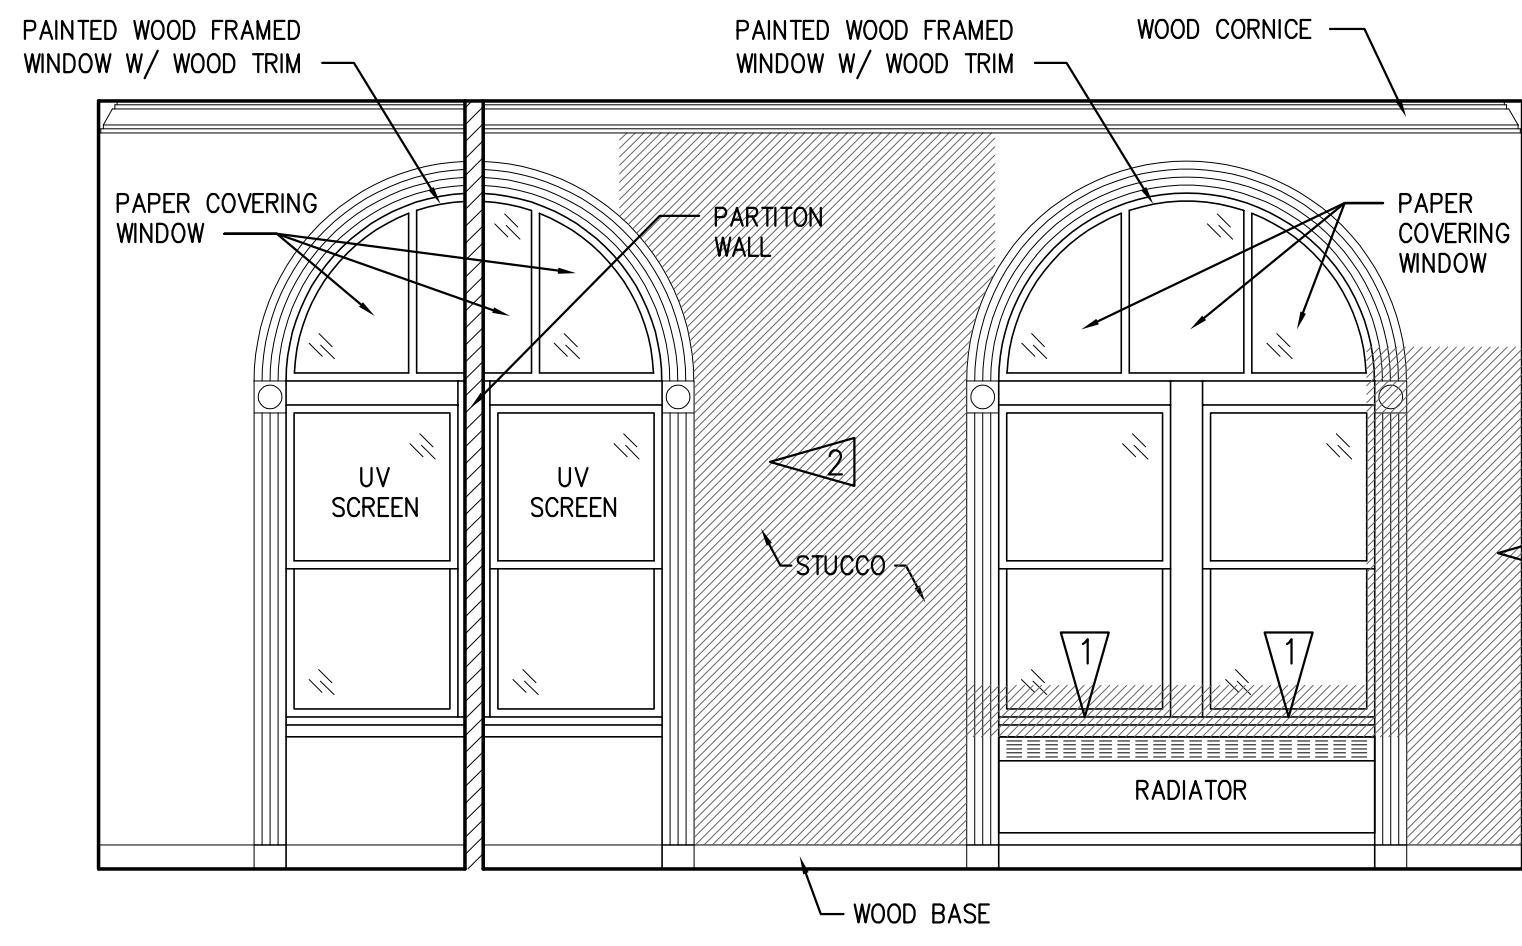 PAINTED WOOD FRAMED
WINDOW W/ WOOD TRIM
PAINTED WOOD FRAMED
WINDOW W/ WOOD TRIM
WOOD CORNICE
PAPER COVERING
WINDOW
PARTITON
WALL
PAPER
COVERING
WINDOW
UV
SCREEN
UV
SCREEN
2
STUCCO
1
1
RADIATOR
WOOD BASE